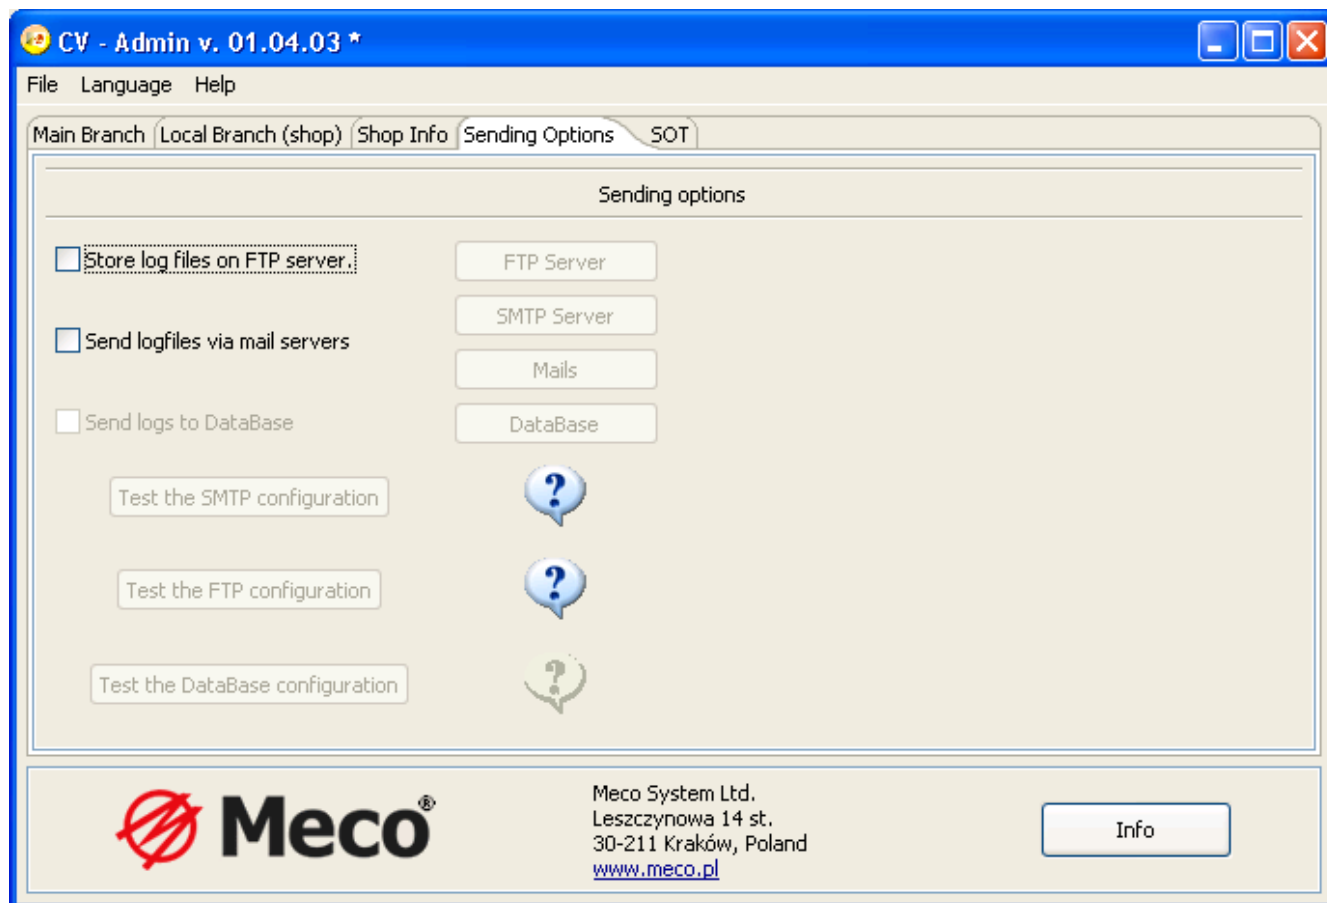 CV - Admin v. 01.04.03 *
File Language Help
Main Branch Local Branch (shop) Shop Info Sending Options SOT
Sending options
Store log files on FTP server. FTP Server
SMTP Server
Send logfiles via mail servers
Mails
Send logs to DataBase DataBase
Test the SMTP configuration ?
Test the FTP configuration ?
Test the DataBase configuration ?
Meco®
Meco System Ltd.
Leszczynowa 14 st.
30-211 Kraków, Poland
www.meco.pl
Info